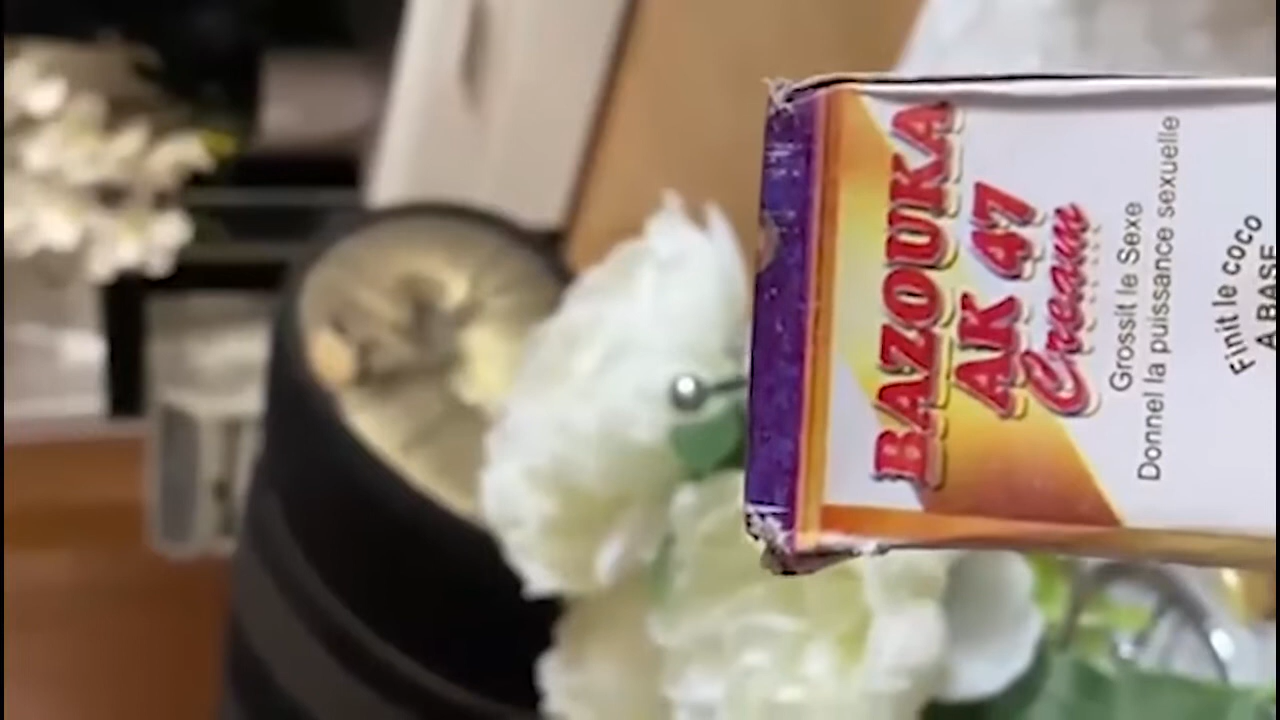 BAZOUKA
AK 47
Cream
Grossit le Sexe
Donnel la puissance sexuelle
Finit le coco
A BASE